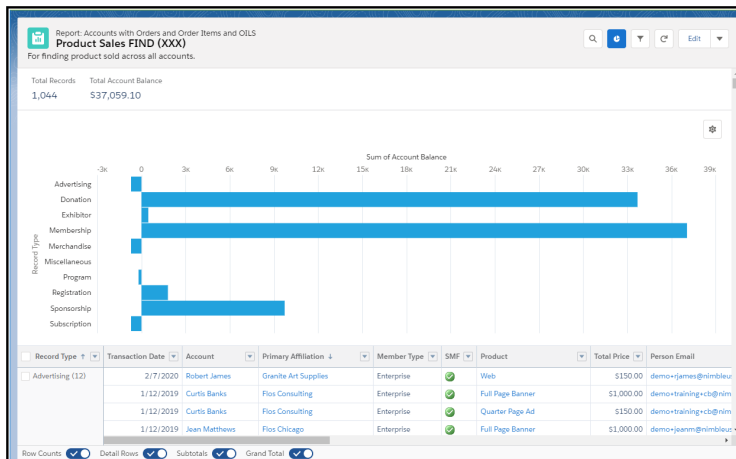 Report: Accounts with Orders and Order Items and OILS
Product Sales FIND (XXX)
For finding product sold across all accounts.
Edit
Total Records Total Account Balance
1,044 $37,059.10
Sum of Account Balance
-3K 0 3K 6K 9K 12K 15K 18K 21K 24K 27K 30K 33K 36K 39K
Record Type
Advertising
Donation
Exhibitor
Membership
Merchandise
Miscellaneous
Program
Registration
Sponsorship
Subscription
Record Type ↑ Transaction Date Account Primary Affiliation ↓ Member Type SMF Product Total Price Person Email
Advertising (12) 2/7/2020 Robert James Granite Art Supplies Enterprise Web $150.00 demo+rjames@nimbleus
1/12/2019 Curtis Banks Flos Consulting Enterprise Full Page Banner $1,000.00 demo+training+cb@nim
1/12/2019 Curtis Banks Flos Consulting Enterprise Quarter Page Ad $150.00 demo+training+cb@nim
1/12/2019 Jean Matthews Flos Chicago Enterprise Full Page Banner $1,000.00 demo+jeanm@nimbleus
Row Counts Detail Rows Subtotals Grand Total